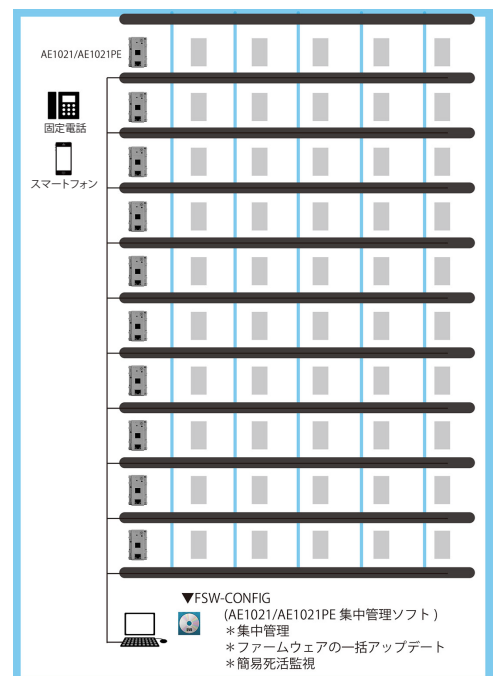 AE1021/AE1021PE
固定電話
スマートフォン
▼FSW-CONFIG
(AE1021/AE1021PE 集中管理ソフト)
＊集中管理
＊ファームウェアの一括アップデート
＊簡易死活監視